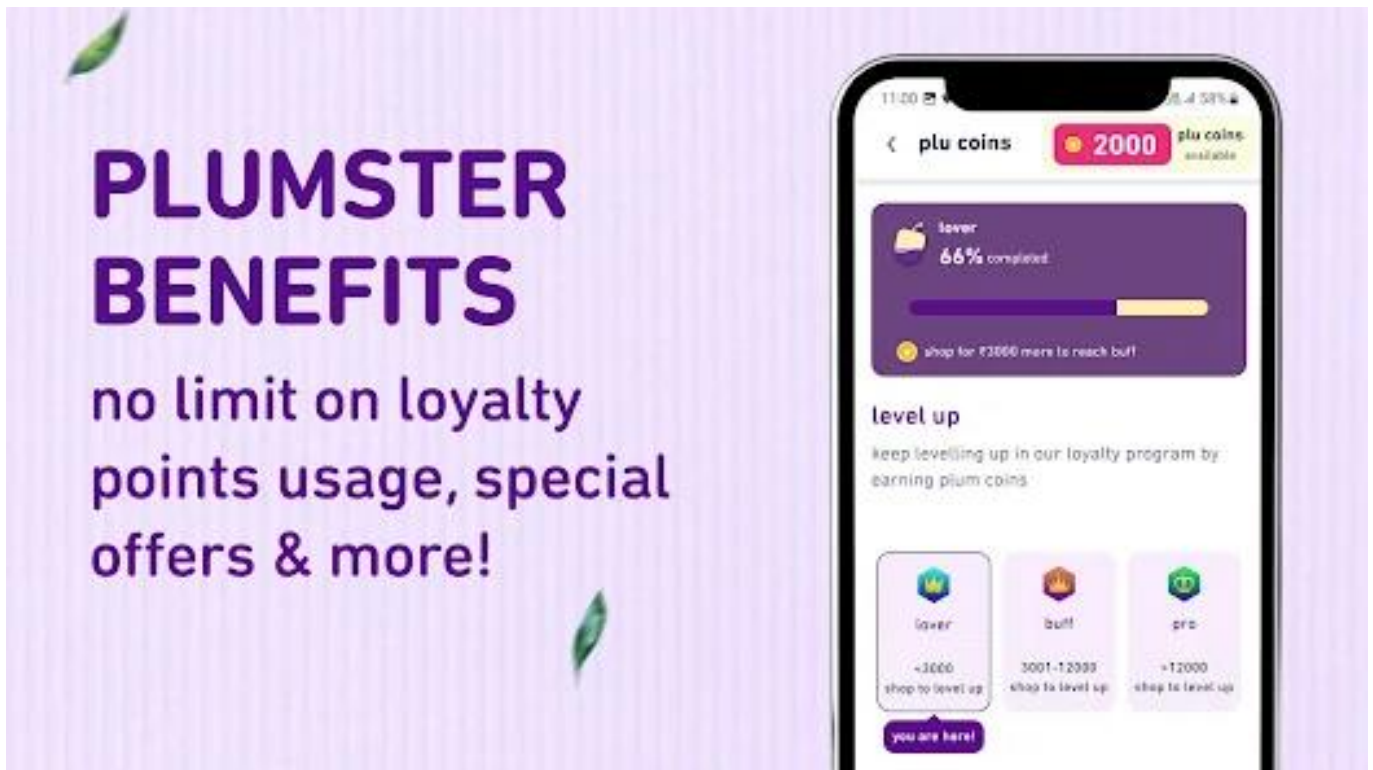 PLUMSTER
BENEFITS
no limit on loyalty
points usage, special
offers & more!
11:00
58%
plu coins
2000
plu coins
available
lover
66% completed
shop for ₹3000 more to reach buff
level up
keep levelling up in our loyalty program by
earning plum coins
lover
buff
pro
3001-12000
12000
shop to level up
shop to level up
shop to level up
you are here!